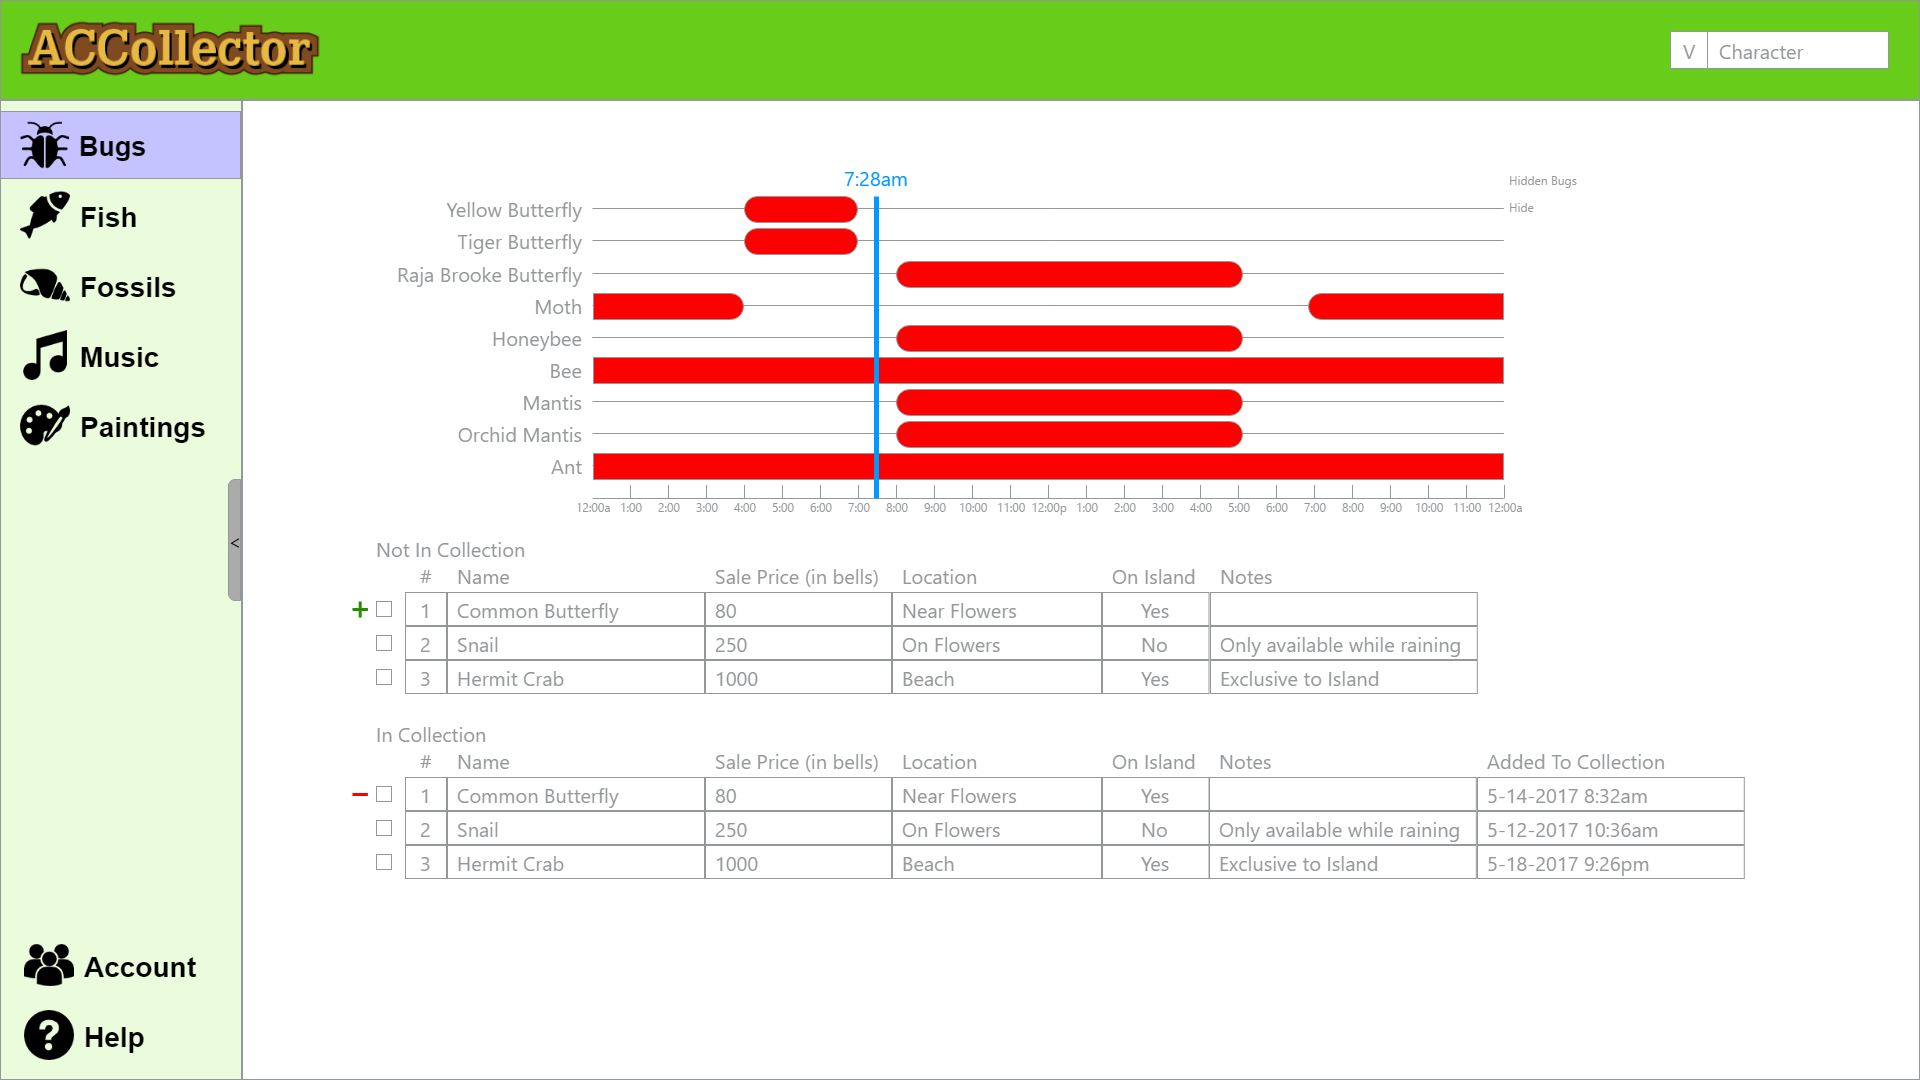 ACCollector
V Character
Bugs
Fish
Fossils
Music
Paintings
<
Account
Help
7:28am
Hidden Bugs
Hide
Yellow Butterfly
Tiger Butterfly
Raja Brooke Butterfly
Moth
Honeybee
Bee
Mantis
Orchid Mantis
Ant
12:00a 1:00 2:00 3:00 4:00 5:00 6:00 7:00 8:00 9:00 10:00 11:00 12:00p 1:00 2:00 3:00 4:00 5:00 6:00 7:00 8:00 9:00 10:00 11:00 12:00a
Not In Collection
# Name Sale Price (in bells) Location On Island Notes
+ 1 Common Butterfly 80 Near Flowers Yes
2 Snail 250 On Flowers No Only available while raining
3 Hermit Crab 1000 Beach Yes Exclusive to Island
In Collection
# Name Sale Price (in bells) Location On Island Notes Added To Collection
− 1 Common Butterfly 80 Near Flowers Yes 5-14-2017 8:32am
2 Snail 250 On Flowers No Only available while raining 5-12-2017 10:36am
3 Hermit Crab 1000 Beach Yes Exclusive to Island 5-18-2017 9:26pm